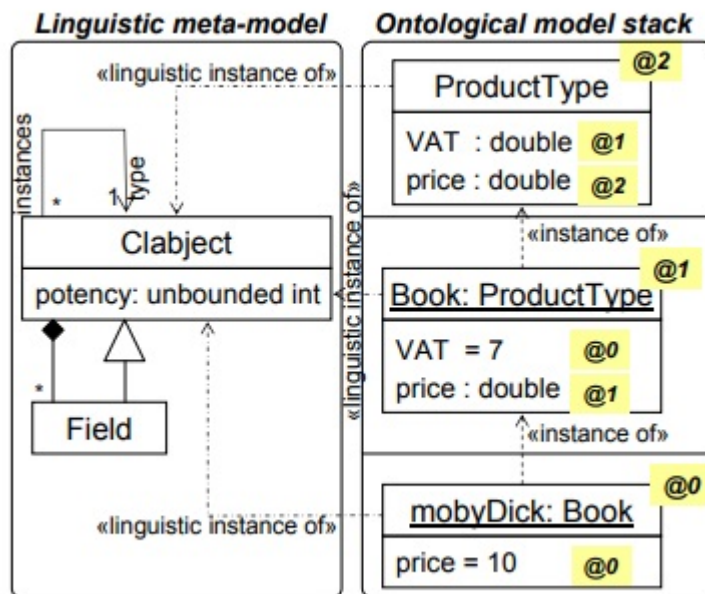 Linguistic meta-model
Ontological model stack
«linguistic instance of»
instances
*
1
type
Clabject
potency: unbounded int
*
Field
«linguistic instance of»
«linguistic instance of»
ProductType
@2
VAT : double @1
price : double @2
«instance of»
Book: ProductType
@1
VAT = 7 @0
price : double @1
«instance of»
mobyDick: Book
@0
price = 10 @0